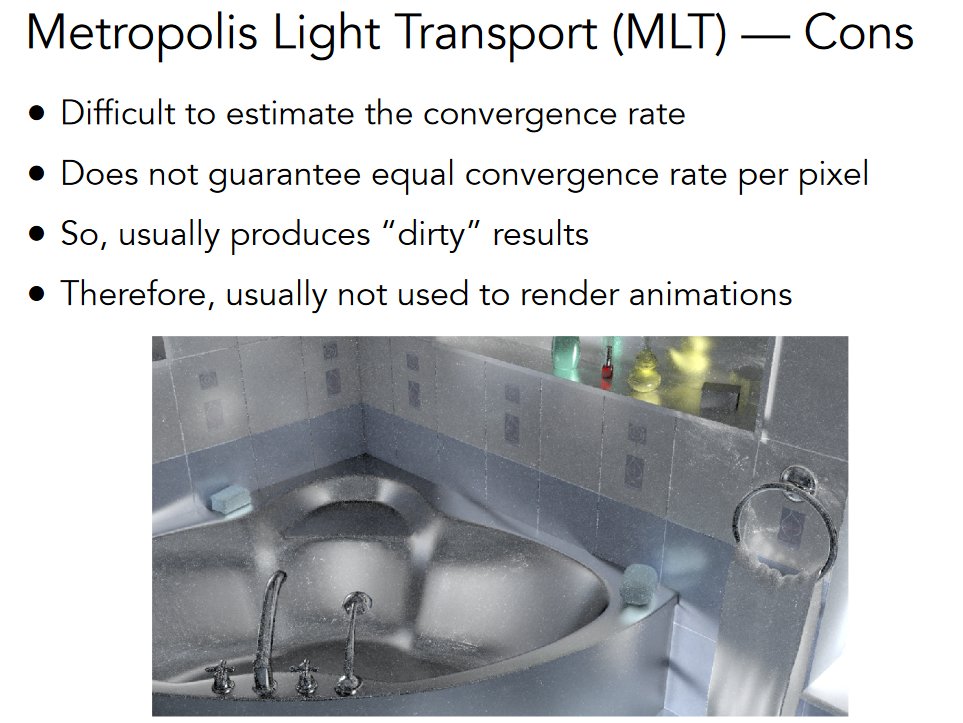 Metropolis Light Transport (MLT) — Cons
• Difficult to estimate the convergence rate
• Does not guarantee equal convergence rate per pixel
• So, usually produces “dirty” results
• Therefore, usually not used to render animations